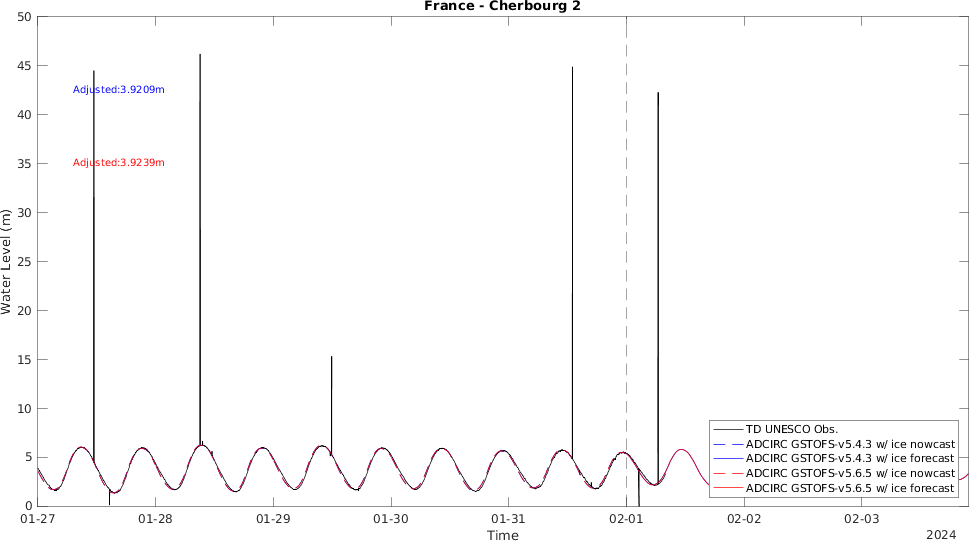 France - Cherbourg 2
50
45
40
35
30
25
20
15
10
5
0
Water Level (m)
Adjusted:3.9209m
Adjusted:3.9239m
TD UNESCO Obs.
ADCIRC GSTOFS-v5.4.3 w/ ice nowcast
ADCIRC GSTOFS-v5.4.3 w/ ice forecast
ADCIRC GSTOFS-v5.6.5 w/ ice nowcast
ADCIRC GSTOFS-v5.6.5 w/ ice forecast
01-27 01-28 01-29 01-30 01-31 02-01 02-02 02-03
Time
2024